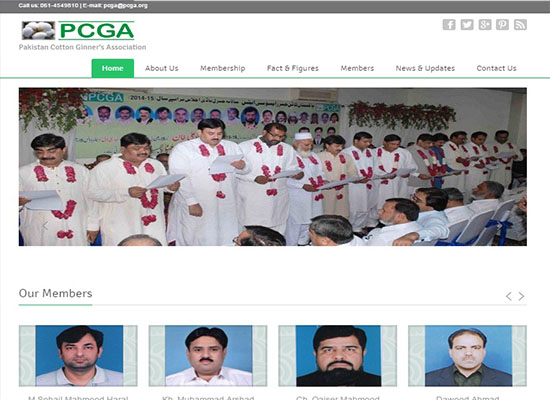 Call us: 061-4549810 | E-mail: pcga@pcga.org
PCGA
Pakistan Cotton Ginner's Association
Home About Us Membership Fact & Figures Members News & Updates Contact Us
PCGA 2014-15
Our Members
M.Sohail Mahmood Haral Kh. Muhammad Arshad Ch. Qaiser Mahmood Dawood Ahmad